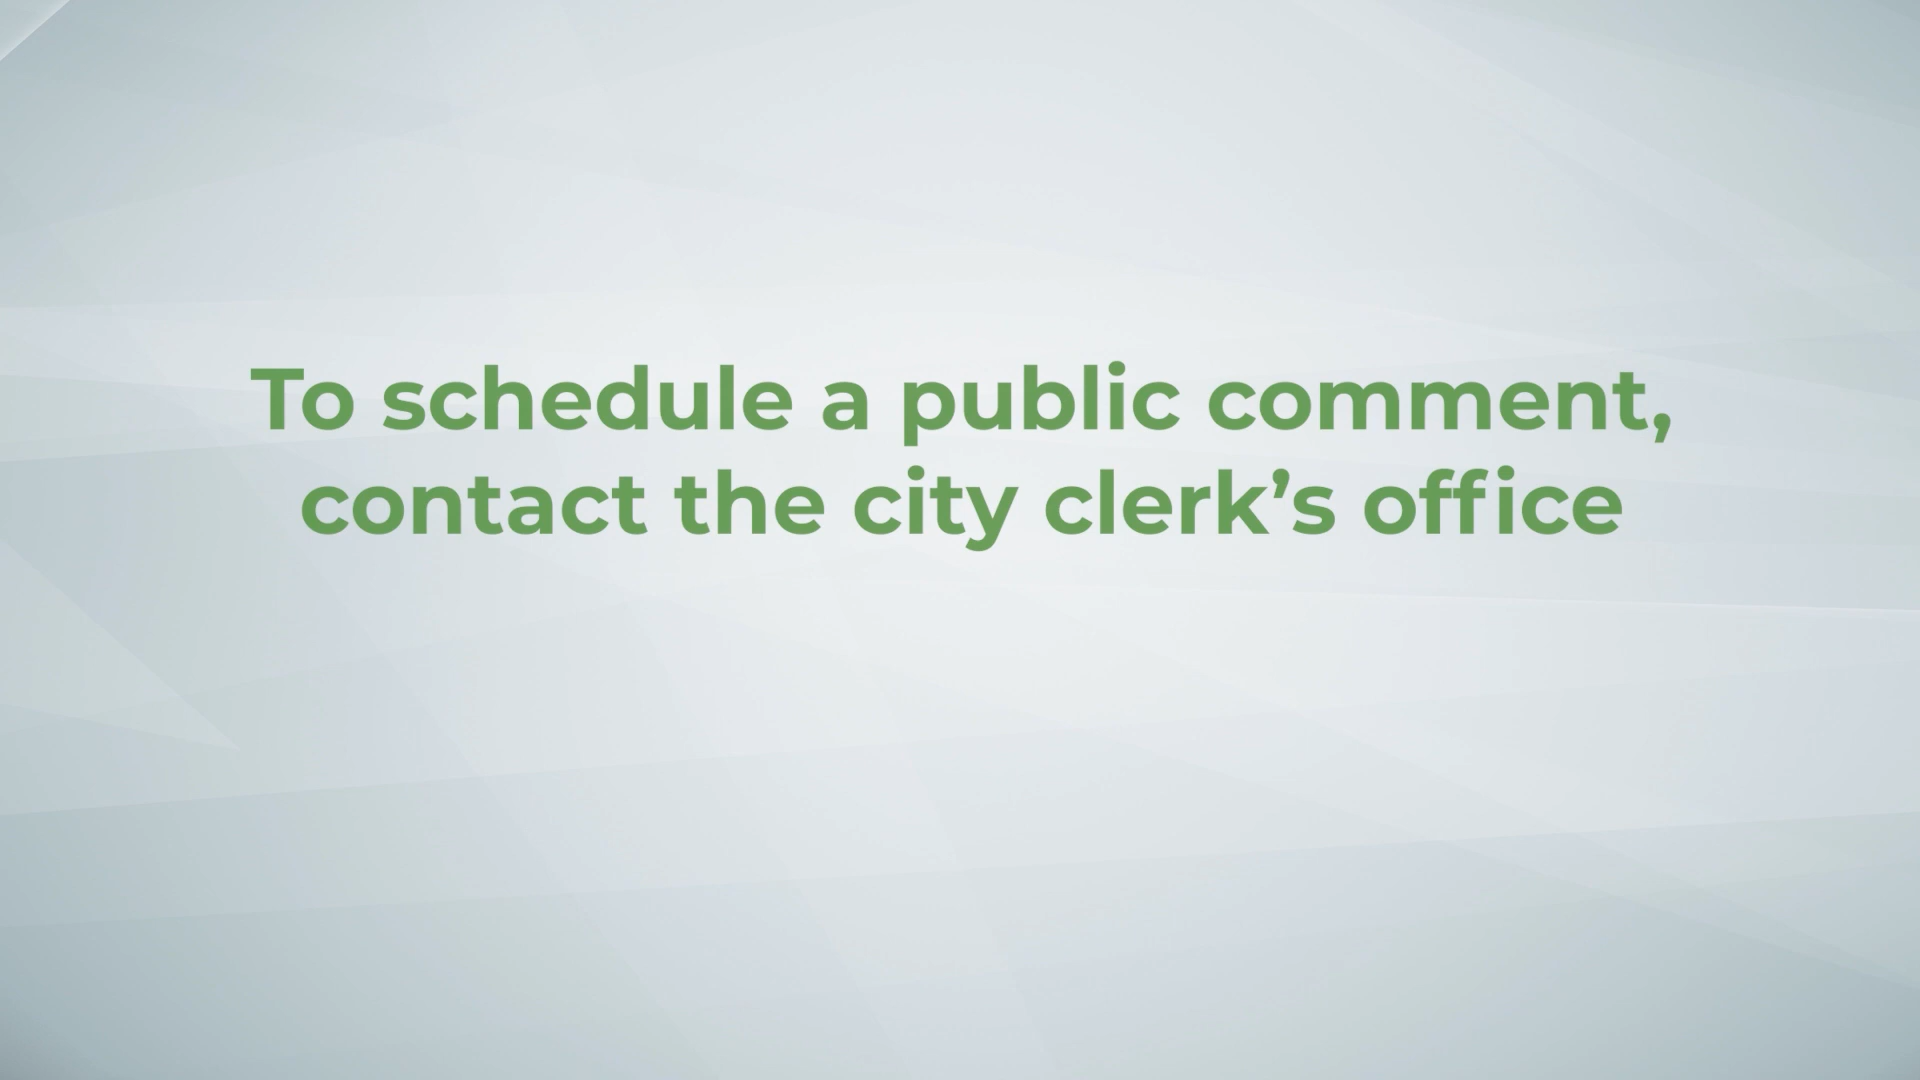 To schedule a public comment,
contact the city clerk’s office